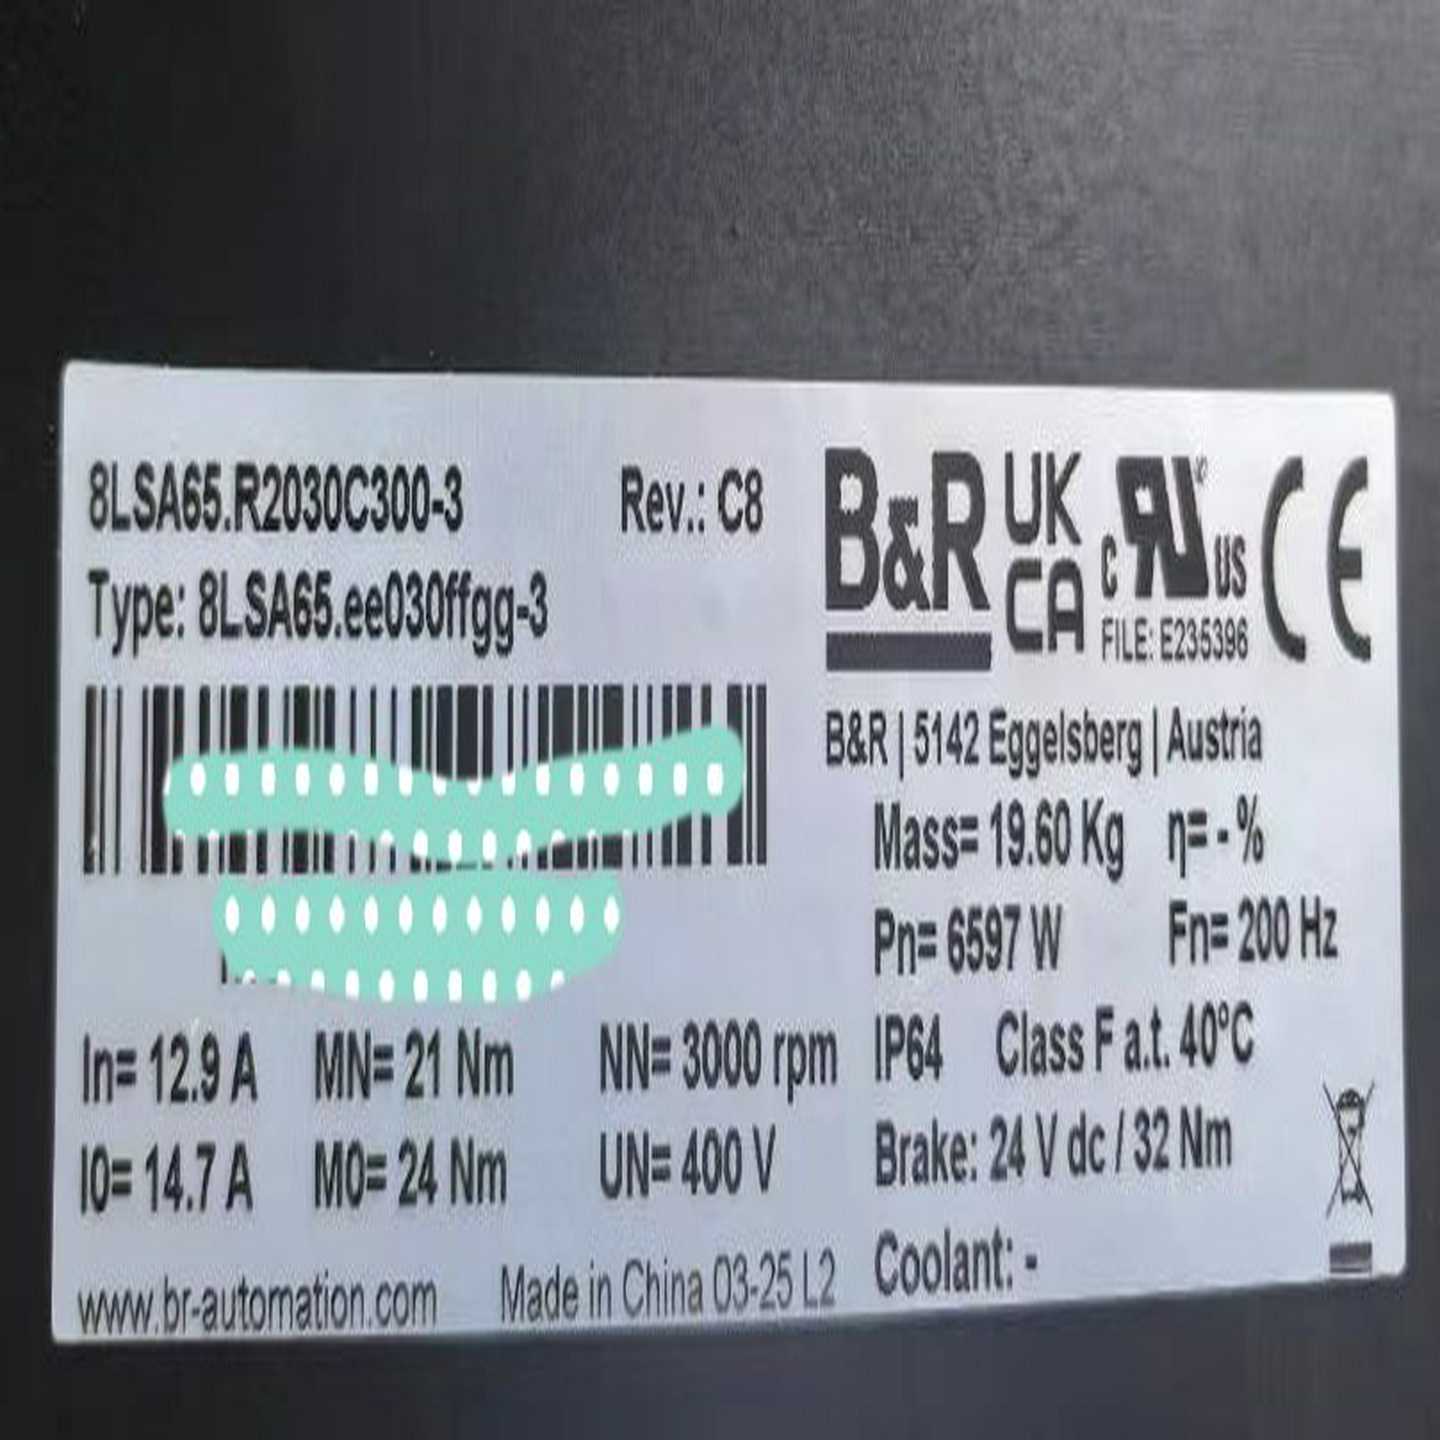 8LSA65.R2030C300-3 Rev.: C8
Type: 8LSA65.ee030ffgg-3
In= 12.9 A MN= 21 Nm NN= 3000 rpm
I0= 14.7 A M0= 24 Nm UN= 400 V
www.br-automation.com Made in China 03-25 L2
B&R UK CA c RU US CE
FILE: E235396
B&R | 5142 Eggelsberg | Austria
Mass= 19.60 Kg η= - %
Pn= 6597 W Fn= 200 Hz
IP64 Class F a.t. 40°C
Brake: 24 V dc / 32 Nm
Coolant: -